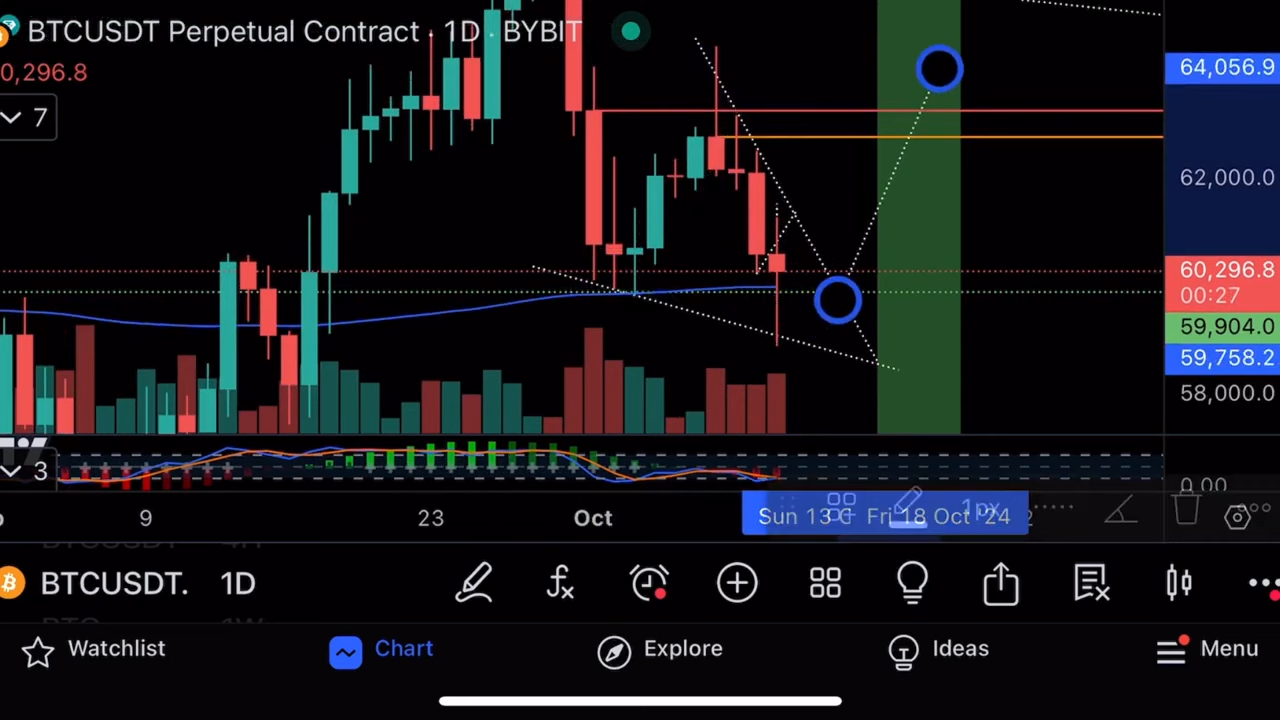 BTCUSDT Perpetual Contract · 1D · BYBIT
0,296.8
7
64,056.9
62,000.0
60,296.8
00:27
59,904.0
59,758.2
58,000.0
3
0.00
9
23
Oct
Sun 13 O
Fri 18 Oct '24
1px
BTCUSDT.
1D
Watchlist
Chart
Explore
Ideas
Menu